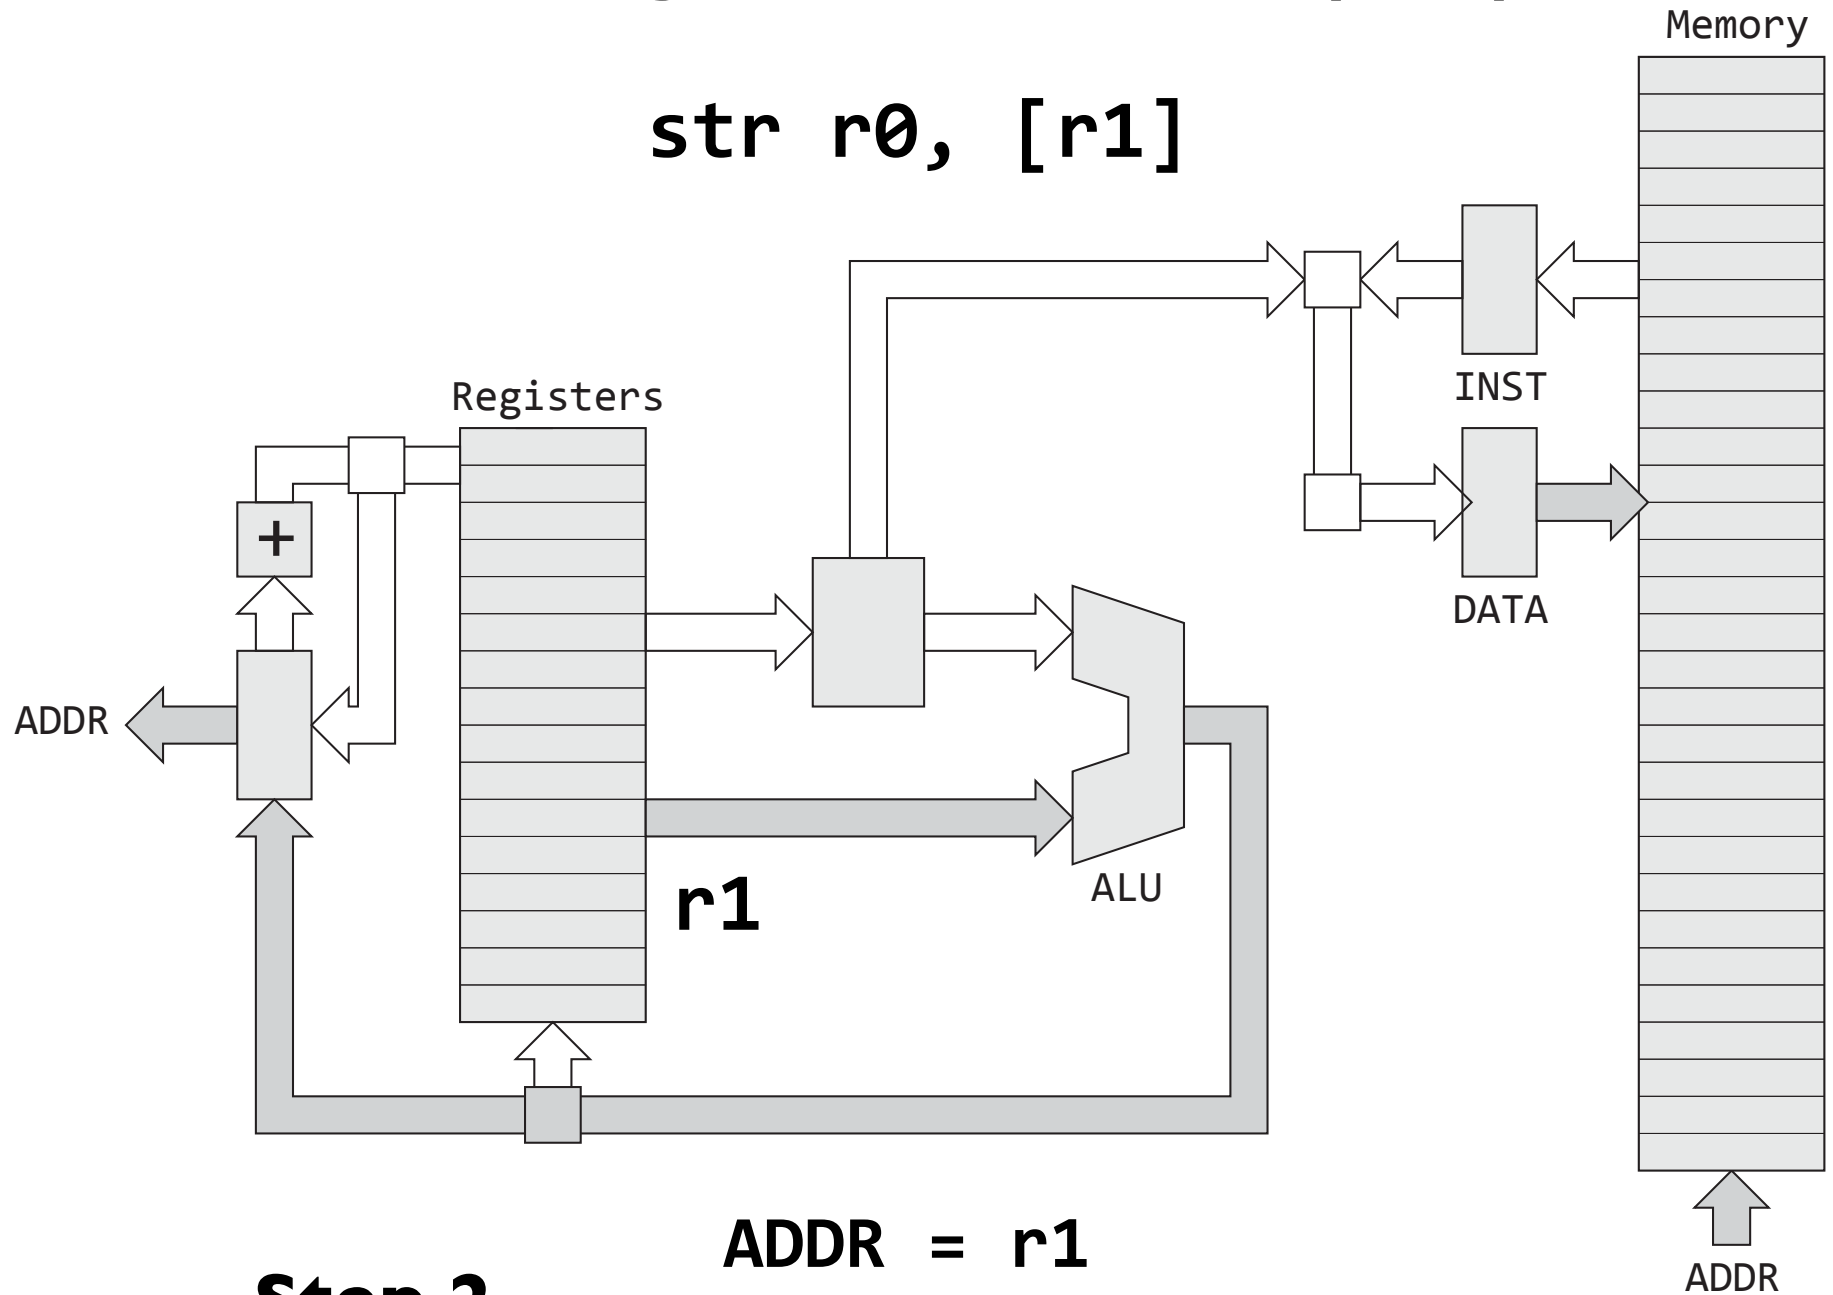 Memory
str r0, [r1]
INST
Registers
+
DATA
ADDR
ALU
r1
ADDR = r1
ADDR